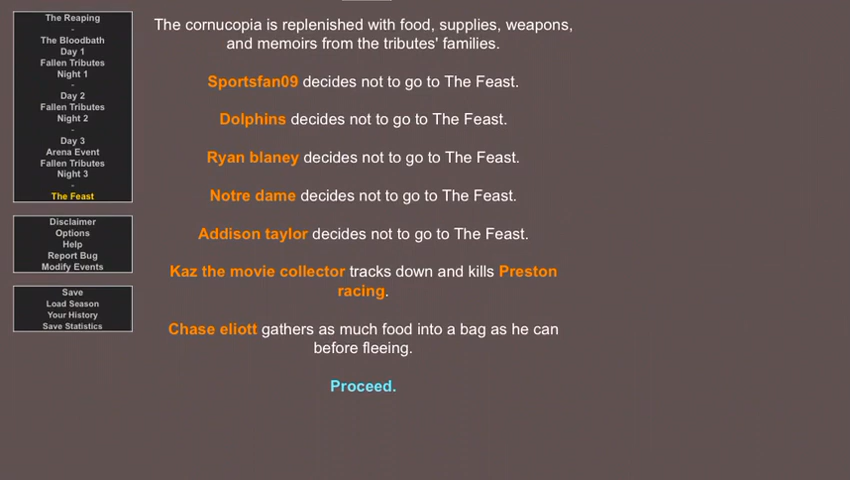 The Reaping
-
The Bloodbath
Day 1
Fallen Tributes
Night 1
-
Day 2
Fallen Tributes
Night 2
-
Day 3
Arena Event
Fallen Tributes
Night 3
-
The Feast
Disclaimer
Options
Help
Report Bug
Modify Events
Save
Load Season
Your History
Save Statistics
The cornucopia is replenished with food, supplies, weapons,
and memoirs from the tributes' families.
Sportsfan09 decides not to go to The Feast.
Dolphins decides not to go to The Feast.
Ryan blaney decides not to go to The Feast.
Notre dame decides not to go to The Feast.
Addison taylor decides not to go to The Feast.
Kaz the movie collector tracks down and kills Preston
racing.
Chase eliott gathers as much food into a bag as he can
before fleeing.
Proceed.